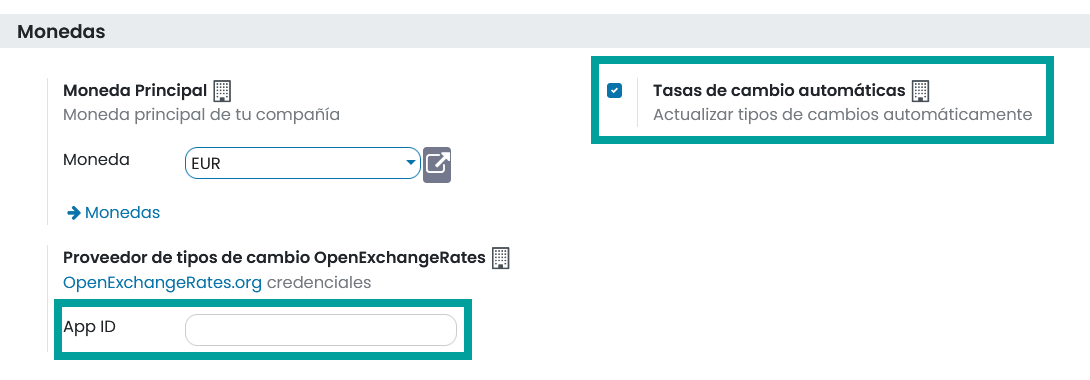 Monedas
Moneda Principal
Moneda principal de tu compañía
Moneda
EUR
Monedas
Tasas de cambio automáticas
Actualizar tipos de cambios automáticamente
Proveedor de tipos de cambio OpenExchangeRates
OpenExchangeRates.org credenciales
App ID